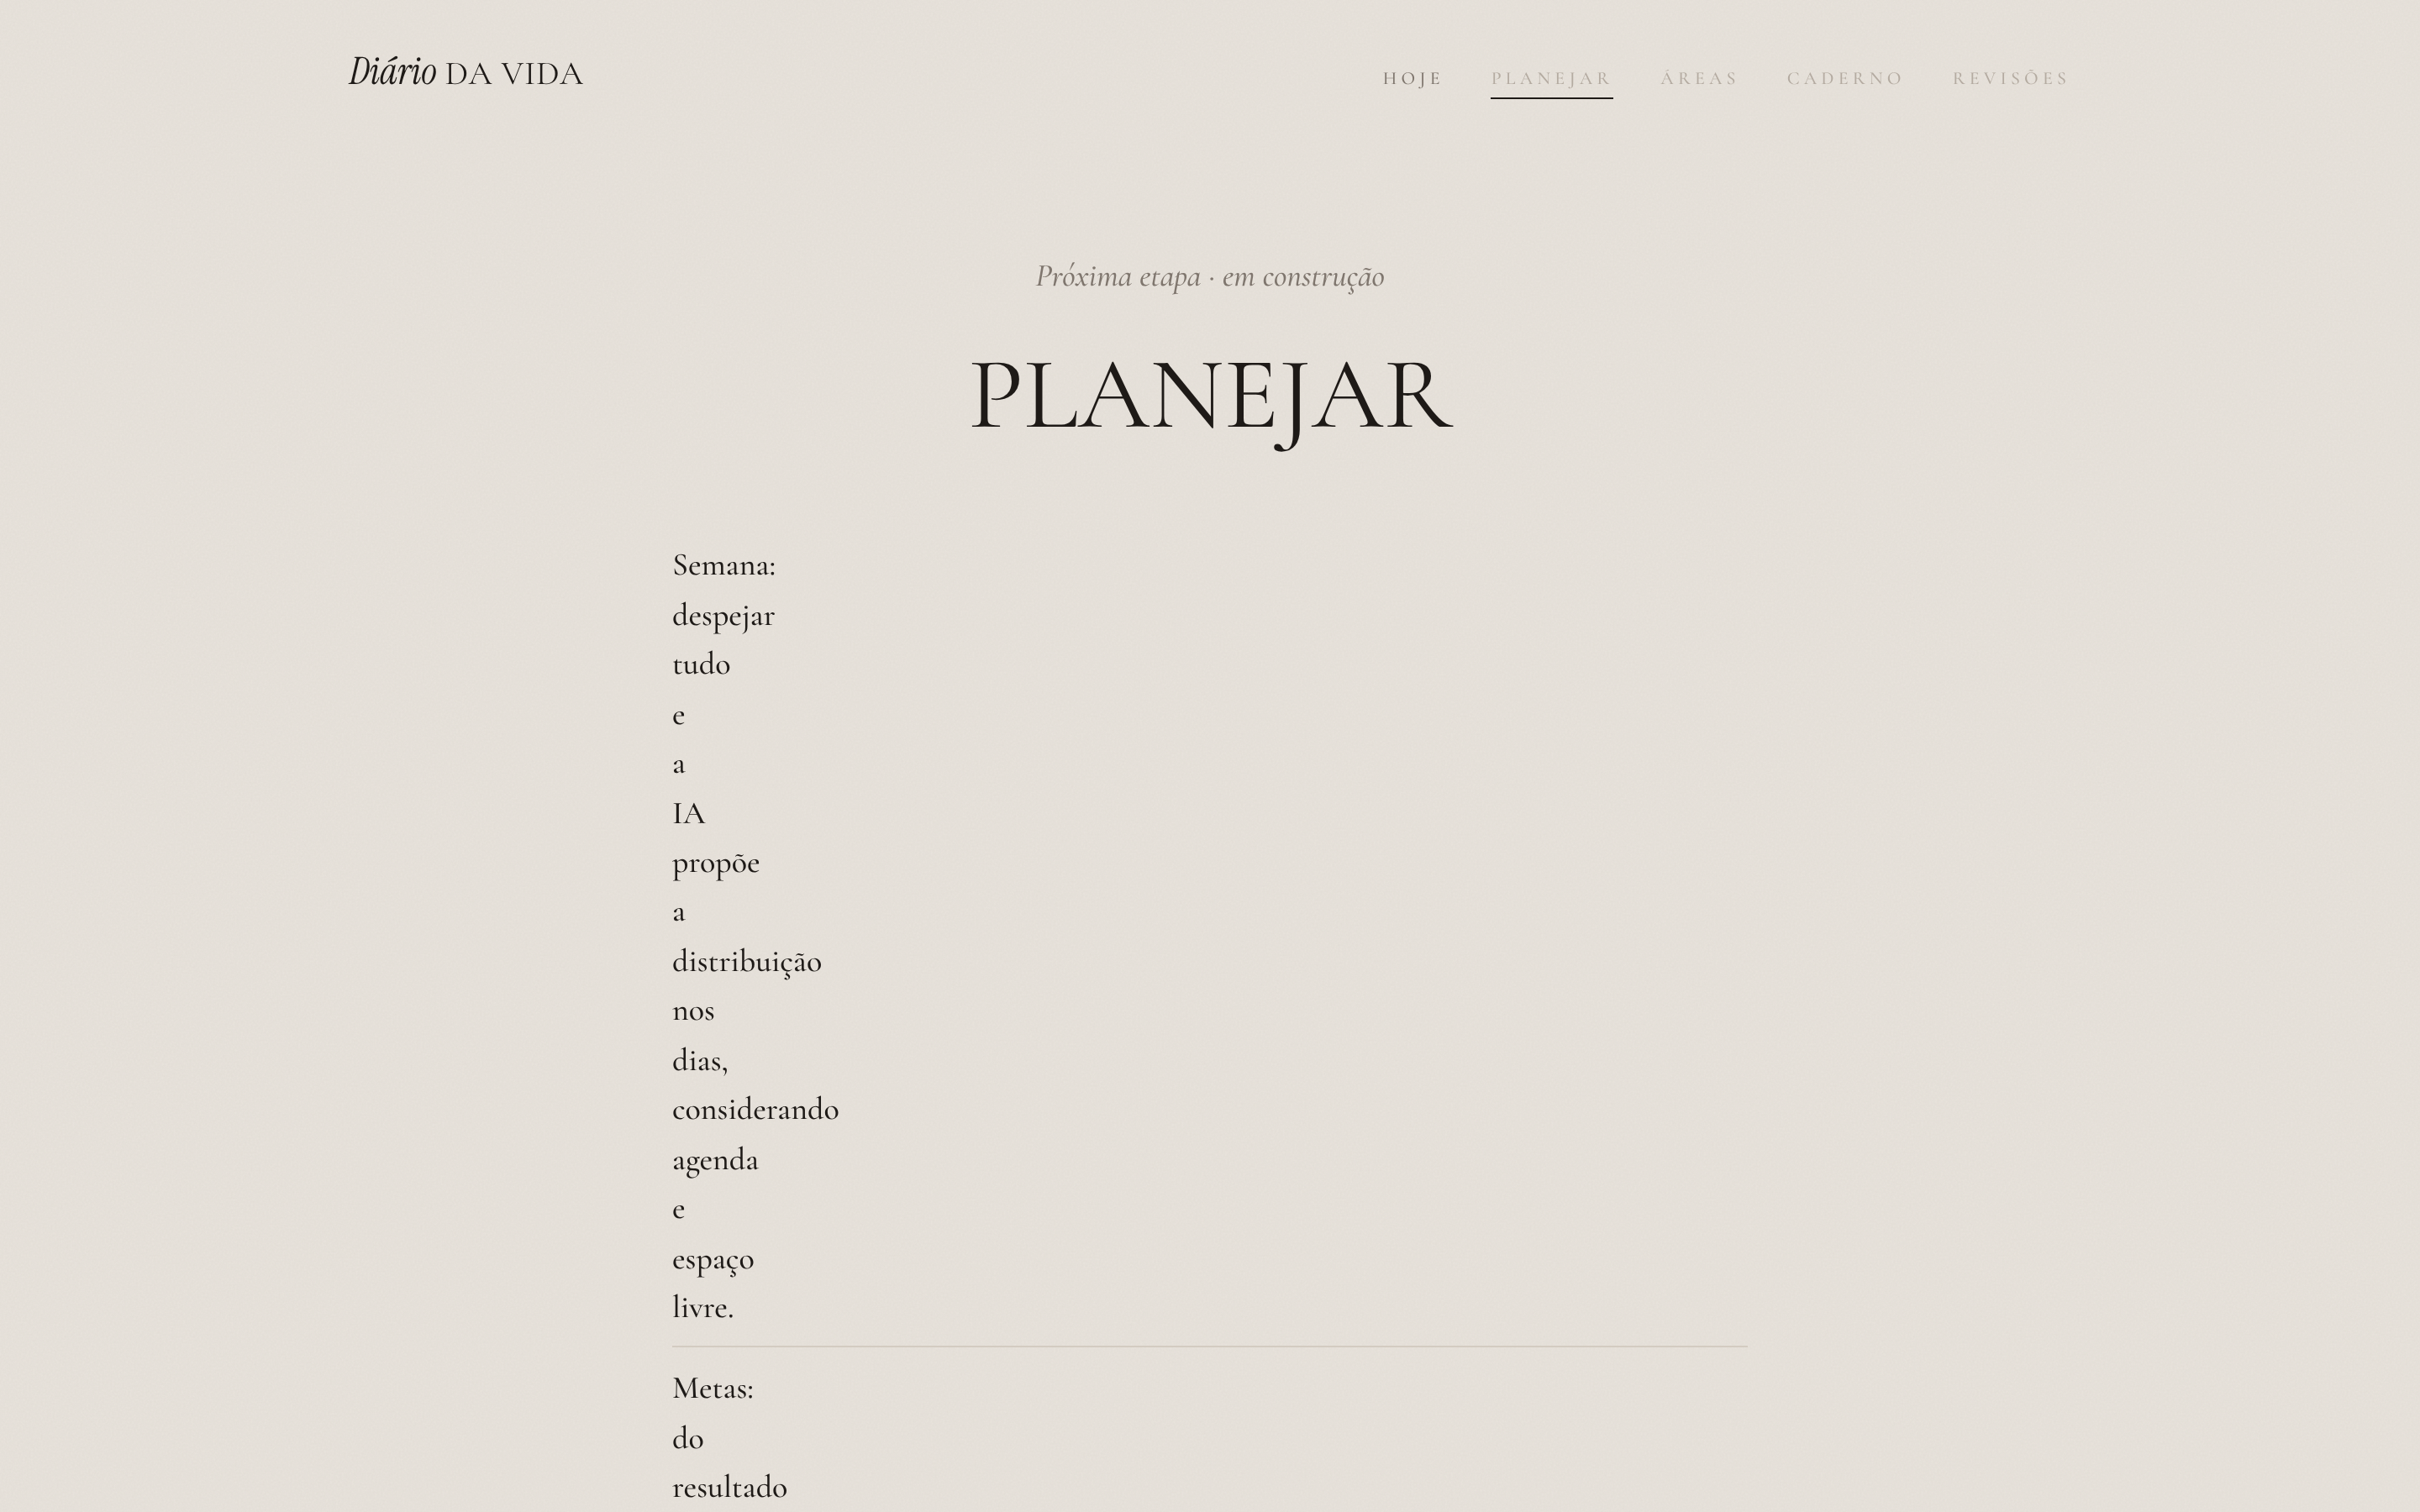 Diário DA VIDA
HOJE PLANEJAR ÁREAS CADERNO REVISÕES
Próxima etapa · em construção
PLANEJAR
Semana:
despejar
tudo
e
a
IA
propõe
a
distribuição
nos
dias,
considerando
agenda
e
espaço
livre.
Metas:
do
resultado